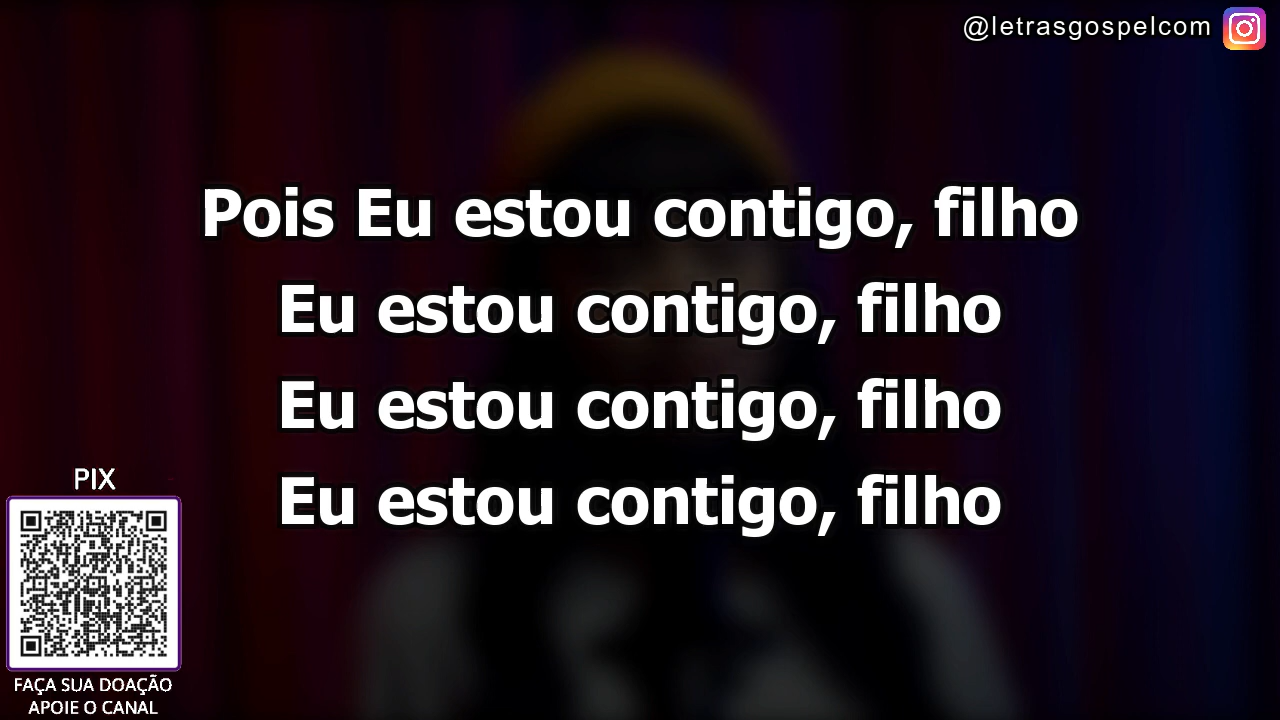 @letrasgospelcom
Pois Eu estou contigo, filho
Eu estou contigo, filho
Eu estou contigo, filho
Eu estou contigo, filho
PIX
FAÇA SUA DOAÇÃO
APOIE O CANAL